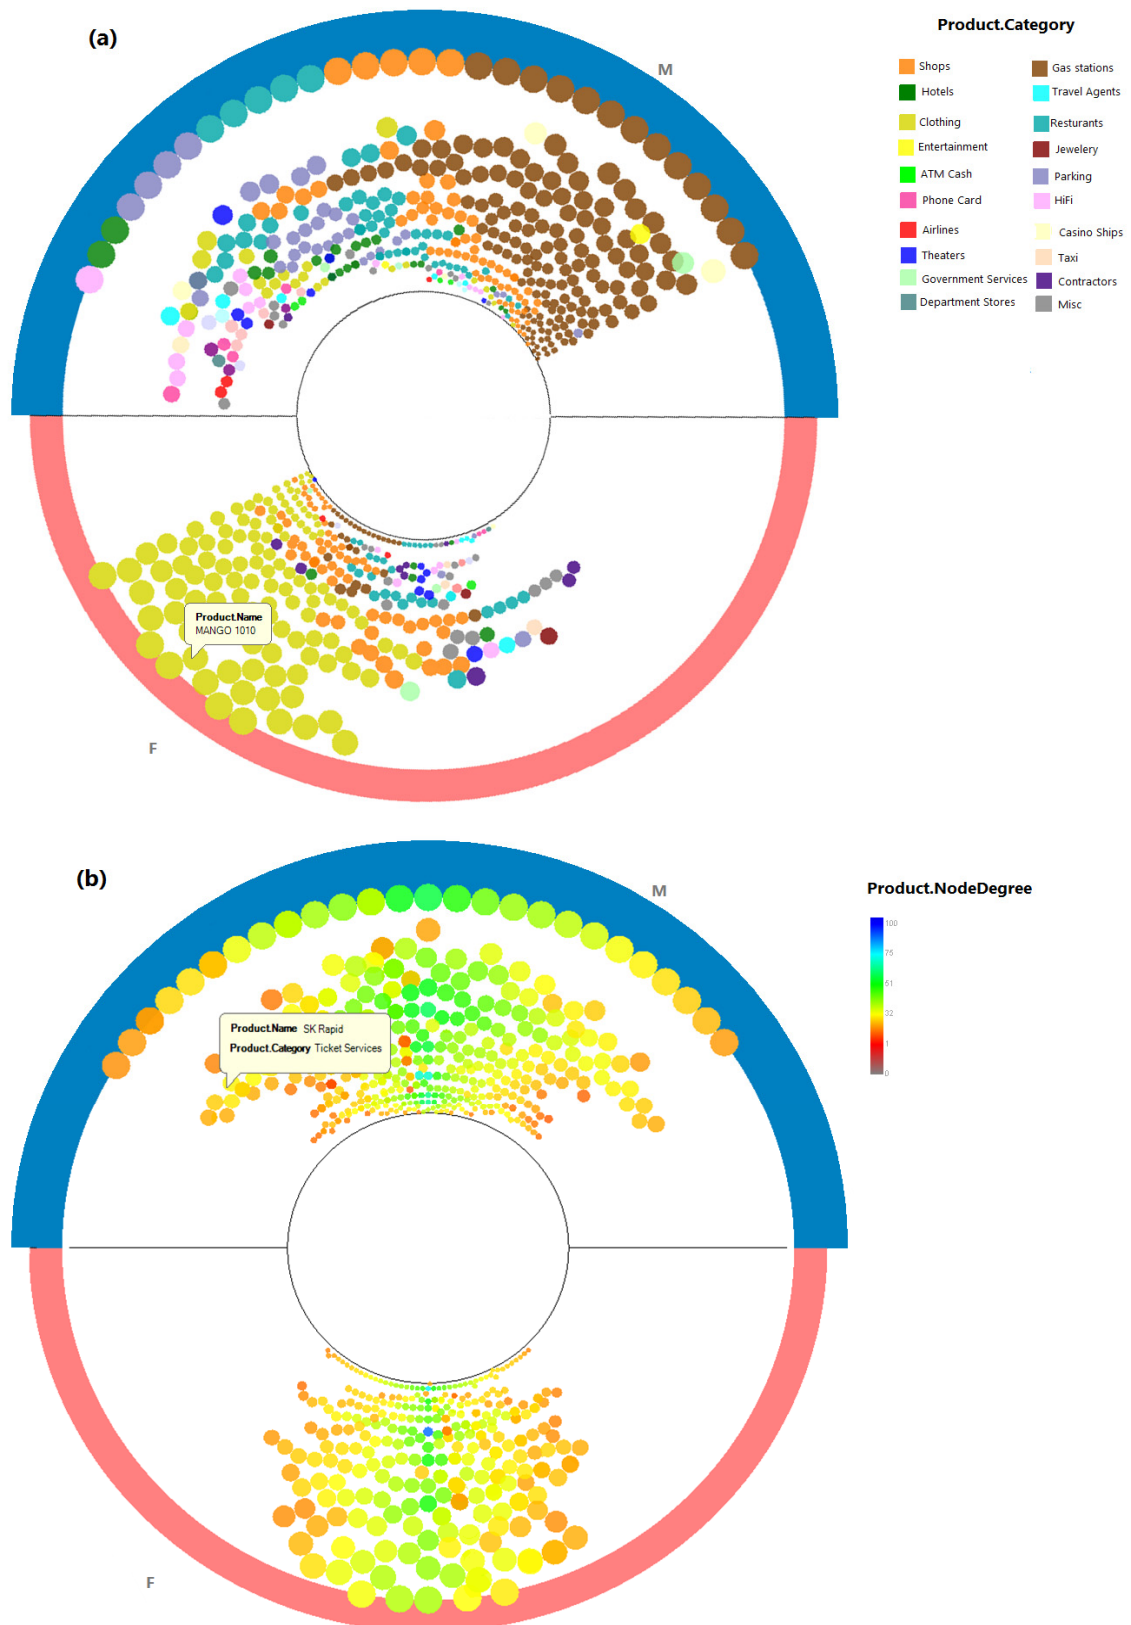 (a)
M
Product.Category
Shops
Gas stations
Hotels
Travel Agents
Clothing
Resturants
Entertainment
Jewelery
ATM Cash
Parking
Phone Card
HiFi
Airlines
Casino Ships
Theaters
Taxi
Government Services
Contractors
Department Stores
Misc
Product.Name
MANGO 1010
F
(b)
M
Product.NodeDegree
100
75
51
32
1
0
Product.Name SK Rapid
Product.Category Ticket Services
F